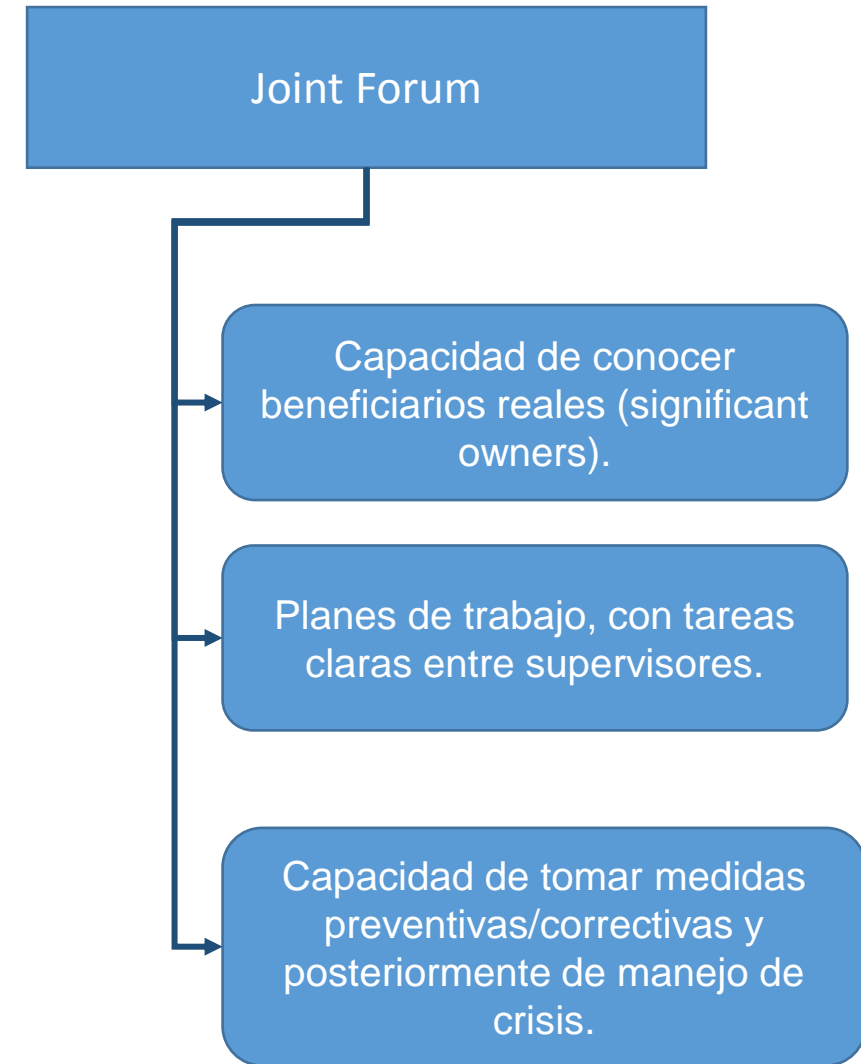 Joint Forum
Capacidad de conocer
beneficiarios reales (significant
owners).
Planes de trabajo, con tareas
claras entre supervisores.
Capacidad de tomar medidas
preventivas/correctivas y
posteriormente de manejo de
crisis.